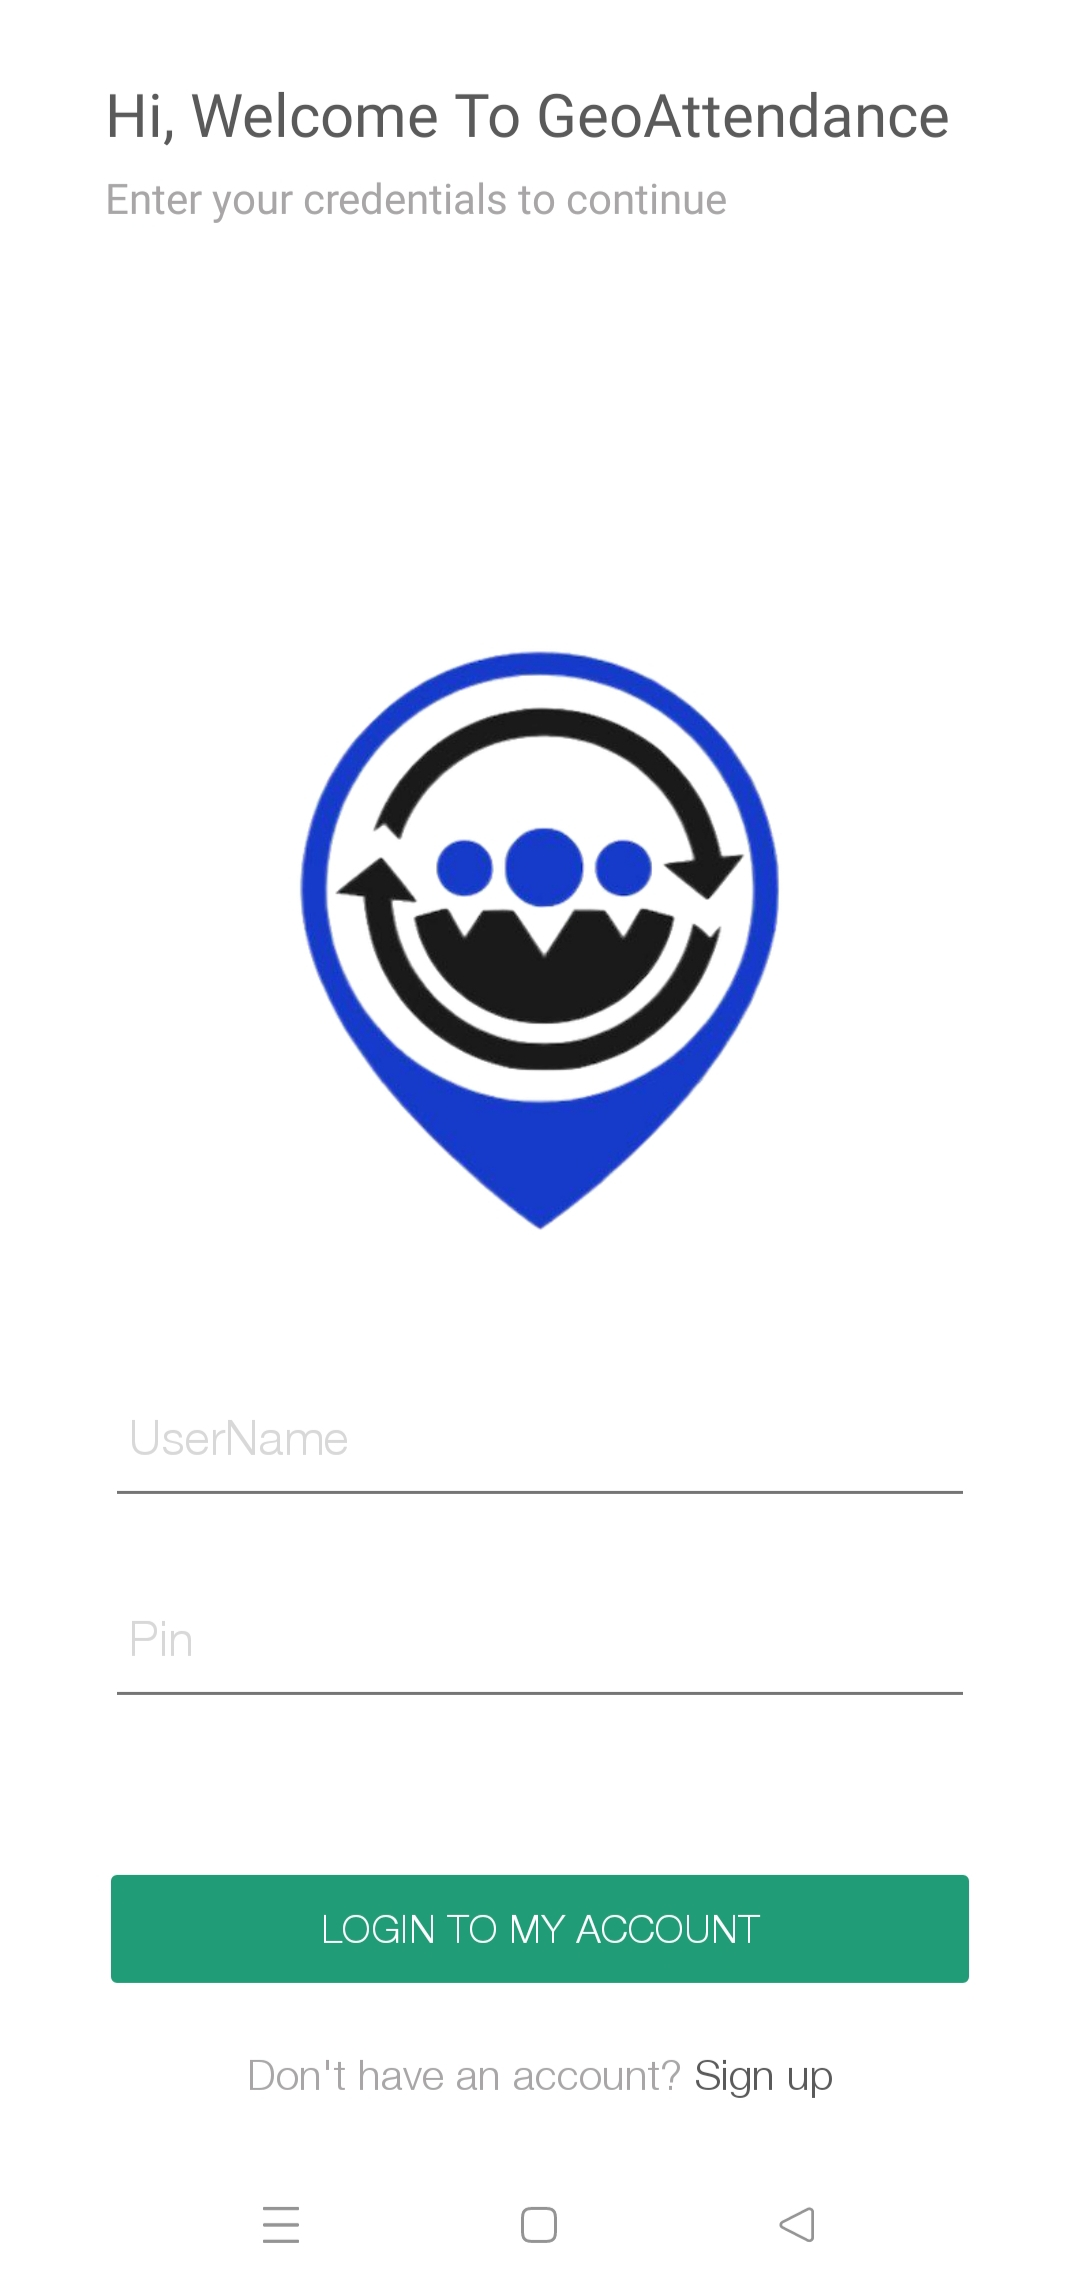 Hi, Welcome To GeoAttendance
Enter your credentials to continue
UserName
Pin
LOGIN TO MY ACCOUNT
Don't have an account? Sign up